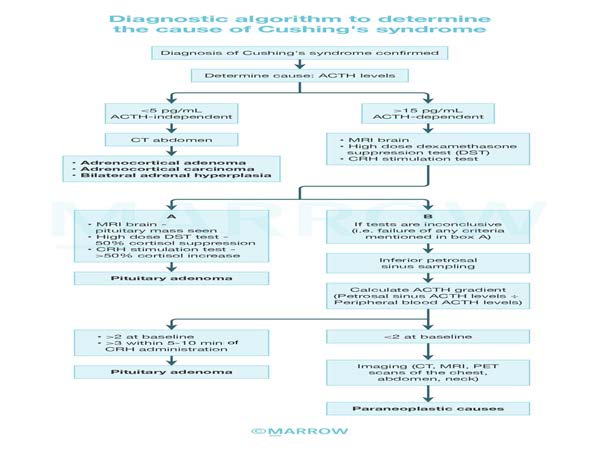 Diagnostic algorithm to determine
the cause of Cushing's syndrome
Diagnosis of Cushing's syndrome confirmed
Determine cause: ACTH levels
<5 pg/mL
ACTH-independent
>15 pg/mL
ACTH-dependent
CT abdomen
• Adrenocortical adenoma
• Adrenocortical carcinoma
• Bilateral adrenal hyperplasia
• MRI brain
• High dose dexamethasone
suppression test (DST)
• CRH stimulation test
MARROW
A
• MRI brain -
pituitary mass seen
• High dose DST test -
50% cortisol suppression
• CRH stimulation test -
>50% cortisol increase
Pituitary adenoma
B
If tests are inconclusive
(i.e. failure of any criteria
mentioned in box A)
Inferior petrosal
sinus sampling
Calculate ACTH gradient
(Petrosal sinus ACTH levels ÷
Peripheral blood ACTH levels)
• >2 at baseline
• >3 within 5-10 min of
CRH administration
Pituitary adenoma
<2 at baseline
Imaging (CT, MRI, PET
scans of the chest,
abdomen, neck)
Paraneoplastic causes
©MARROW